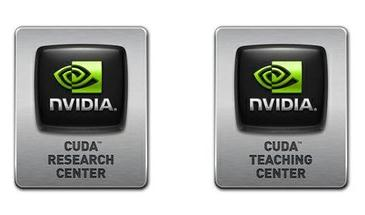 NVIDIA.
CUDA™
RESEARCH
CENTER
NVIDIA.
CUDA™
TEACHING
CENTER